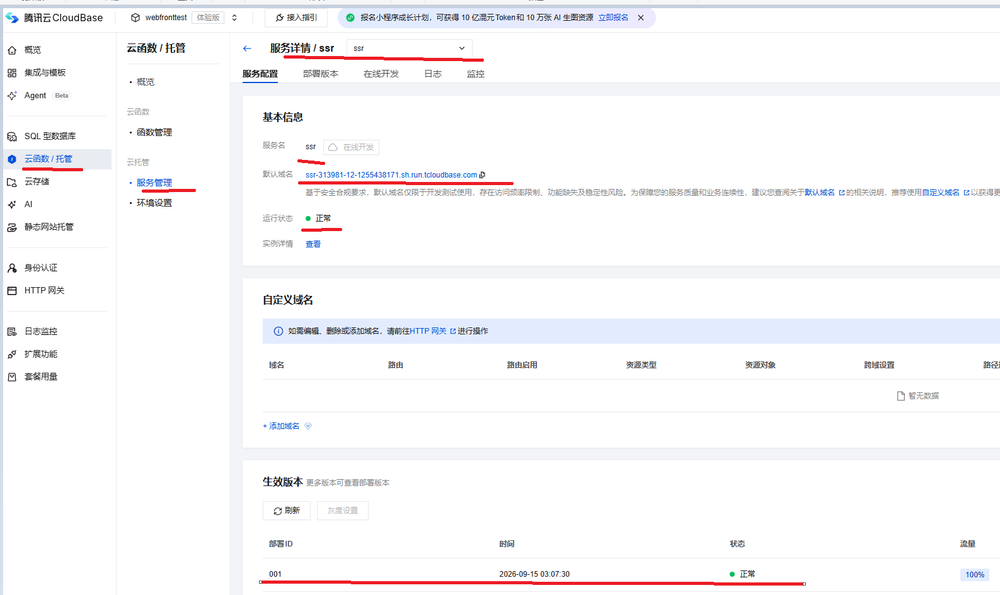 腾讯云CloudBase
webfronttest 体验版
接入指引
报名小程序成长计划，可获得 10 亿混元Token和 10 万张 AI 生图资源 立即报名
概览
集成与模板
Agent Beta
SQL 型数据库
云函数 / 托管
云存储
AI
静态网站托管
身份认证
HTTP 网关
日志监控
扩展功能
套餐用量
云函数 / 托管
概览
云函数
函数管理
云托管
服务管理
环境设置
服务详情 / ssr ssr
服务配置 部署版本 在线开发 日志 监控
基本信息
服务名 ssr 在线开发
默认域名 ssr-313981-12-1255438171.sh.run.tcloudbase.com
基于安全合规要求，默认域名仅限于开发测试使用，存在访问频率限制、功能缺失及稳定性风险。为保障您的服务质量和业务连续性，建议您查阅关于默认域名 的相关说明，推荐使用自定义域名 以获得更
运行状态 正常
实例详情 查看
自定义域名
如需编辑、删除或添加域名，请前往HTTP 网关 进行操作
域名 路由 路由启用 资源类型 资源对象 跨域设置 路径
暂无数据
+ 添加域名
生效版本 更多版本可查看部署版本
刷新 灰度设置
部署ID 时间 状态 流量
001 2026-09-15 03:07:30 正常 100%